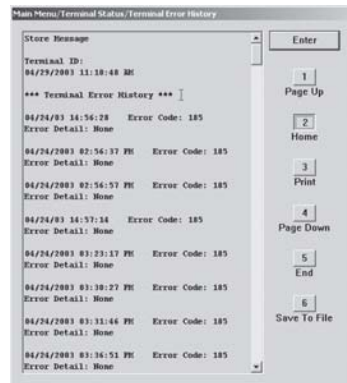 Main Menu/Terminal Status/Terminal Error History
Store Message
Terminal ID:
04/29/2003 11:10:48 AM
*** Terminal Error History ***
04/24/03 14:56:28 Error Code: 185
Error Detail: None
04/24/2003 02:56:37 PM Error Code: 185
Error Detail: None
04/24/2003 02:56:57 PM Error Code: 185
Error Detail: None
04/24/03 14:57:14 Error Code: 185
Error Detail: None
04/24/2003 03:23:17 PM Error Code: 185
Error Detail: None
04/24/2003 03:30:27 PM Error Code: 185
Error Detail: None
04/24/2003 03:31:46 PM Error Code: 185
Error Detail: None
04/24/2003 03:36:51 PM Error Code: 185
Error Detail: None
Enter
1
Page Up
2
Home
3
Print
4
Page Down
5
End
6
Save To File